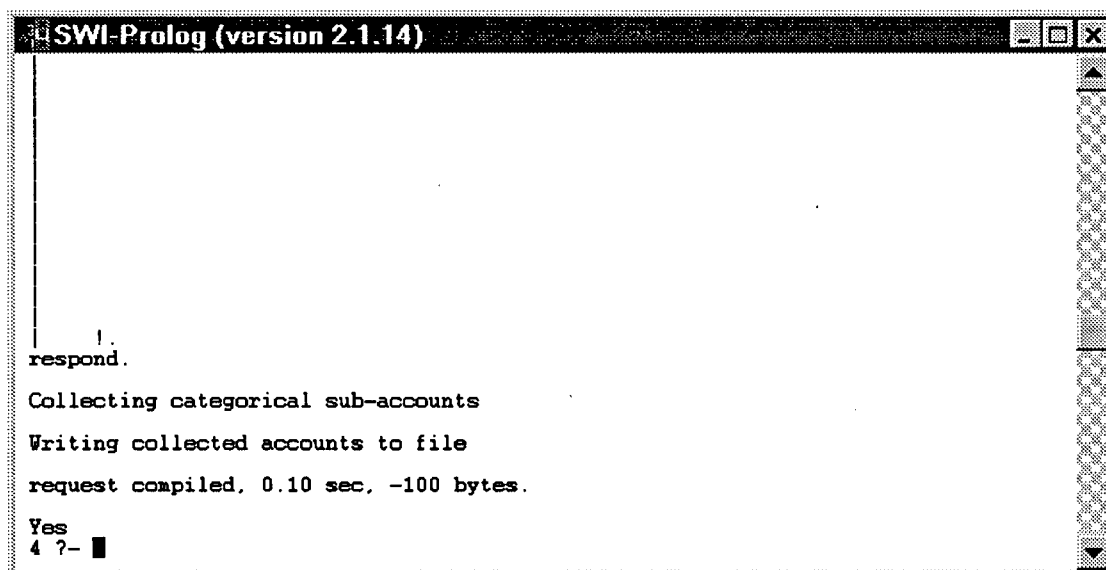 SWI-Prolog (version 2.1.14)
| !.
respond.
Collecting categorical sub-accounts
Writing collected accounts to file
request compiled, 0.10 sec, -100 bytes.
Yes
4 ?-